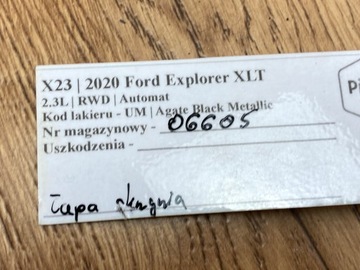 X23 | 2020 Ford Explorer XLT
2.3L | RWD | Automat
Kod lakieru - UM | Agate Black Metallic
Nr magazynowy - 06605
Uszkodzenia -
Łapa skrzynia